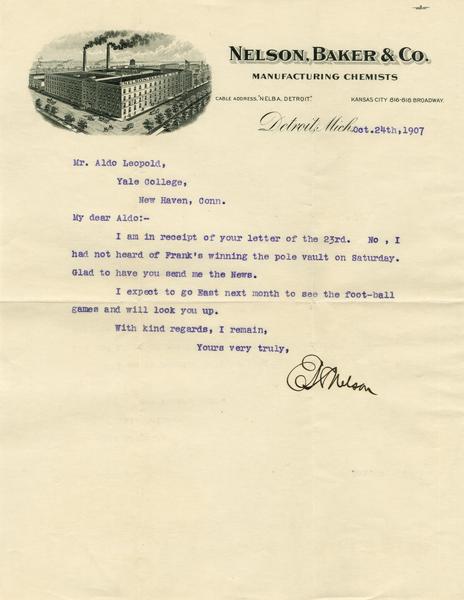 NELSON, BAKER & CO.
MANUFACTURING CHEMISTS
CABLE ADDRESS, "NELBA, DETROIT." KANSAS CITY 616-618 BROADWAY.
Detroit, Mich. Oct. 24th, 1907
Mr. Aldo Leopold,
Yale College,
New Haven, Conn.
My dear Aldo:-
I am in receipt of your letter of the 23rd. No , I
had not heard of Frank's winning the pole vault on Saturday.
Glad to have you send me the News.
I expect to go East next month to see the foot-ball
games and will look you up.
With kind regards, I remain,
Yours very truly,
Nelson